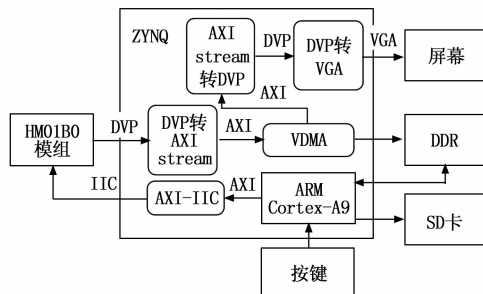 ZYNQ
AXI
stream
转DVP
DVP
DVP转
VGA
VGA
屏幕
AXI
HM01B0
模组
DVP
DVP转
AXI
stream
AXI
VDMA
DDR
IIC
AXI-IIC
AXI
ARM
Cortex-A9
SD卡
按键